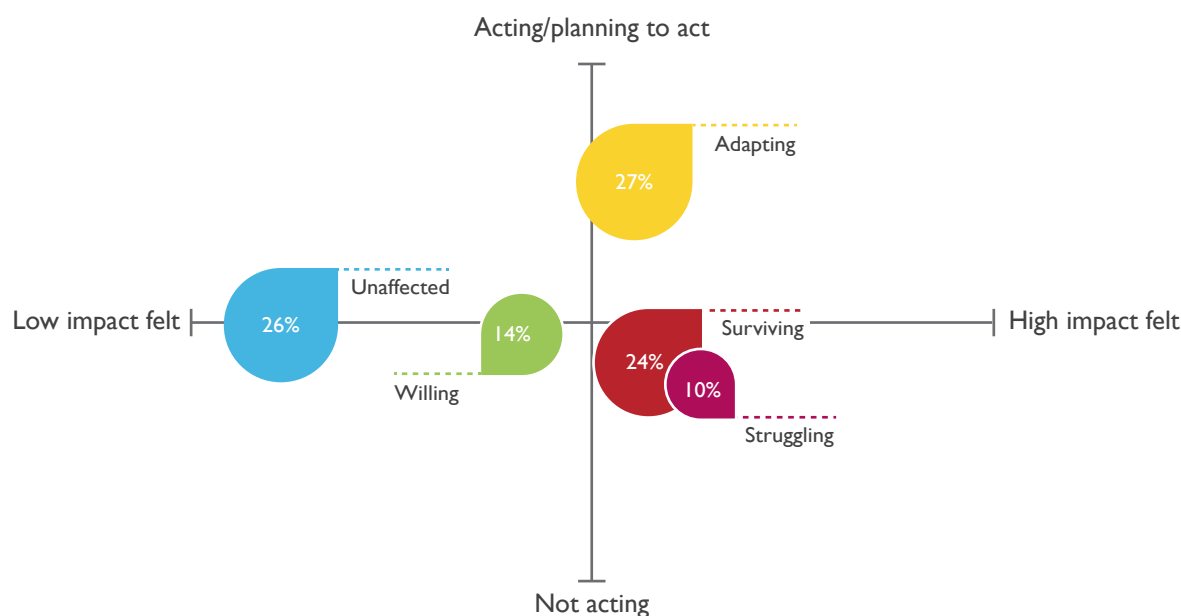 Acting/planning to act
Adapting
27%
Unaffected
Low impact felt
26%
14%
Surviving
High impact felt
24%
Willing
10%
Struggling
Not acting